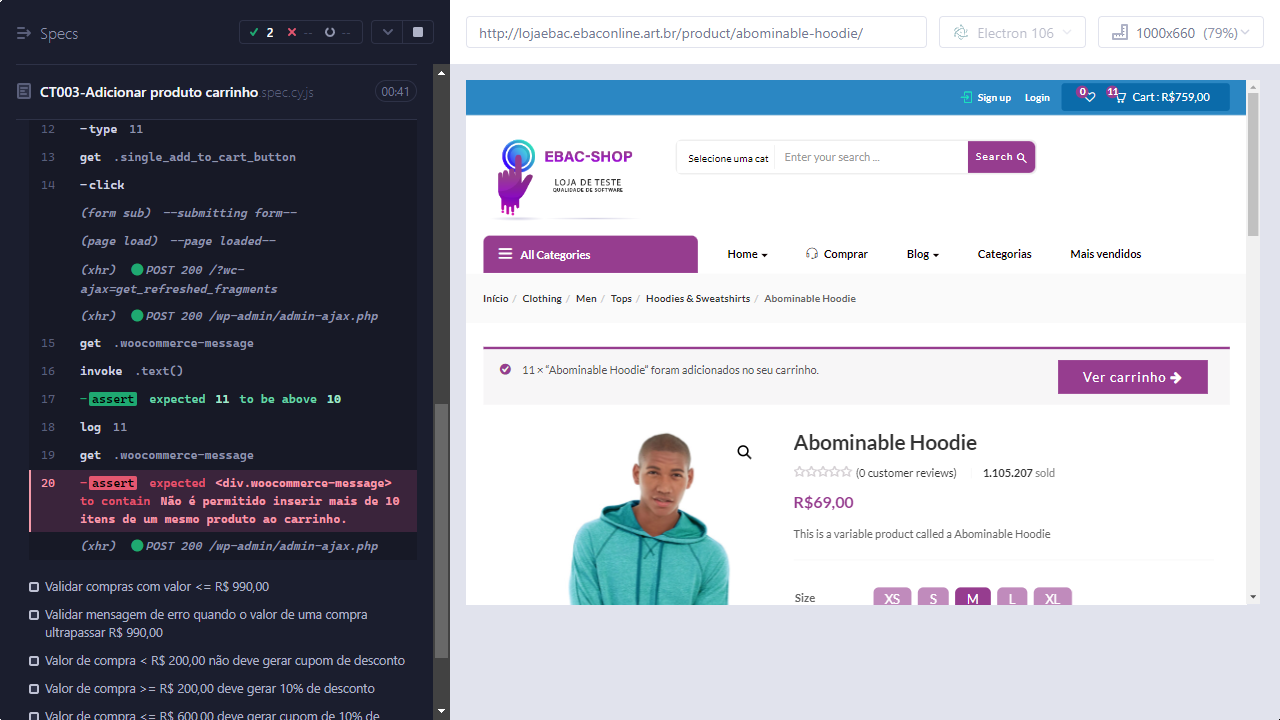 Specs
2
--
--
CT003-Adicionar produto carrinho.spec.cy.js
00:41
12 -type 11
13 get .single_add_to_cart_button
14 -click
(form sub) --submitting form--
(page load) --page loaded--
(xhr) POST 200 /?wc-
ajax=get_refreshed_fragments
(xhr) POST 200 /wp-admin/admin-ajax.php
15 get .woocommerce-message
16 invoke .text()
17 -assert expected 11 to be above 10
18 log 11
19 get .woocommerce-message
20 -assert expected <div.woocommerce-message>
to contain Não é permitido inserir mais de 10
itens de um mesmo produto ao carrinho.
(xhr) POST 200 /wp-admin/admin-ajax.php
Validar compras com valor <= R$ 990,00
Validar mensagem de erro quando o valor de uma compra
ultrapassar R$ 990,00
Valor de compra < R$ 200,00 não deve gerar cupom de desconto
Valor de compra >= R$ 200,00 deve gerar 10% de desconto
Valor de compra <= R$ 600,00 deve gerar cupom de 10% de
http://lojaebac.ebaconline.art.br/product/abominable-hoodie/
Electron 106
1000x660 (79%)
Sign up
Login
0
11
Cart : R$759,00
EBAC-SHOP
LOJA DE TESTE
QUALIDADE DE SOFTWARE
Selecione uma cat
Enter your search ...
Search
All Categories
Home
Comprar
Blog
Categorias
Mais vendidos
Início / Clothing / Men / Tops / Hoodies & Sweatshirts / Abominable Hoodie
11 × “Abominable Hoodie” foram adicionados no seu carrinho.
Ver carrinho
Abominable Hoodie
(0 customer reviews)
1.105.207 sold
R$69,00
This is a variable product called a Abominable Hoodie
Size
XS
S
M
L
XL